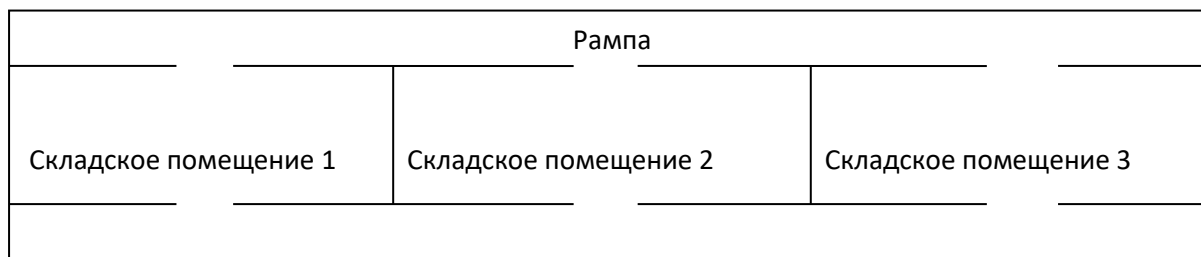 Рампа
Складское помещение 1
Складское помещение 2
Складское помещение 3